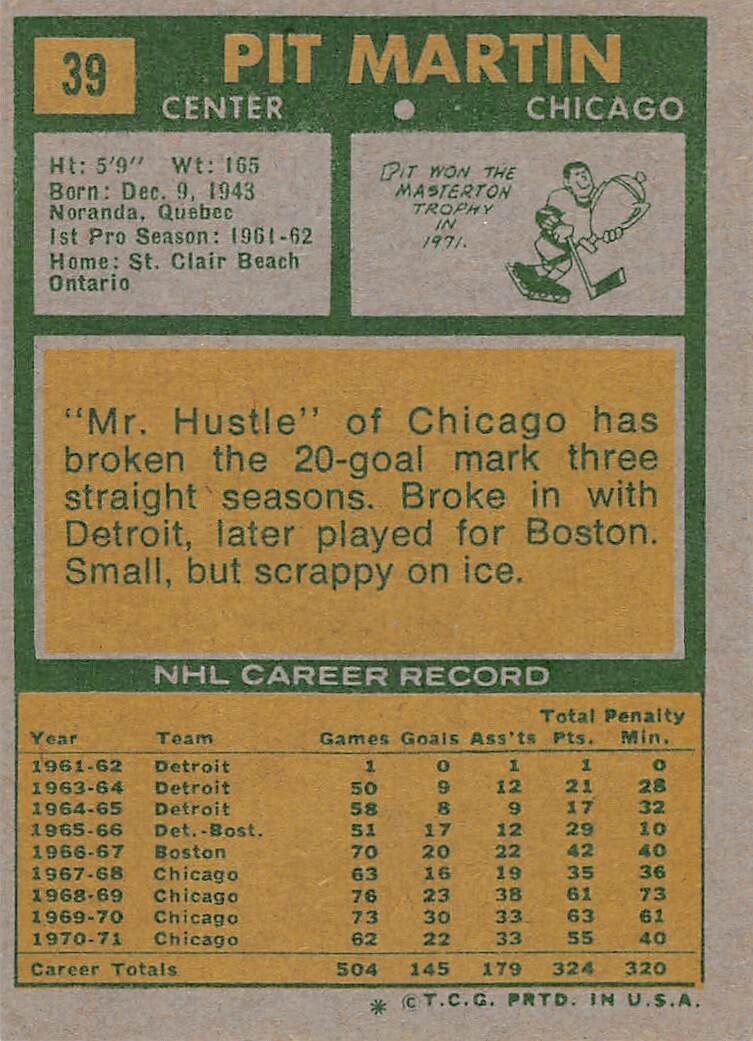 39
PIT MARTIN
CENTER • CHICAGO
Ht: 5'9" Wt: 165
Born: Dec. 9, 1943
Noranda, Quebec
1st Pro Season: 1961-62
Home: St. Clair Beach
Ontario
PIT WON THE
MASTERTON
TROPHY
IN
1971.
"Mr. Hustle" of Chicago has
broken the 20-goal mark three
straight seasons. Broke in with
Detroit, later played for Boston.
Small, but scrappy on ice.
NHL CAREER RECORD
Total Penalty
Year Team Games Goals Ass'ts Pts. Min.
1961-62 Detroit 1 0 1 1 0
1963-64 Detroit 50 9 12 21 28
1964-65 Detroit 58 8 9 17 32
1965-66 Det.-Bost. 51 17 12 29 10
1966-67 Boston 70 20 22 42 40
1967-68 Chicago 63 16 19 35 36
1968-69 Chicago 76 23 38 61 73
1969-70 Chicago 73 30 33 63 61
1970-71 Chicago 62 22 33 55 40
Career Totals 504 145 179 324 320
* © T.C.G. PRTD. IN U.S.A.